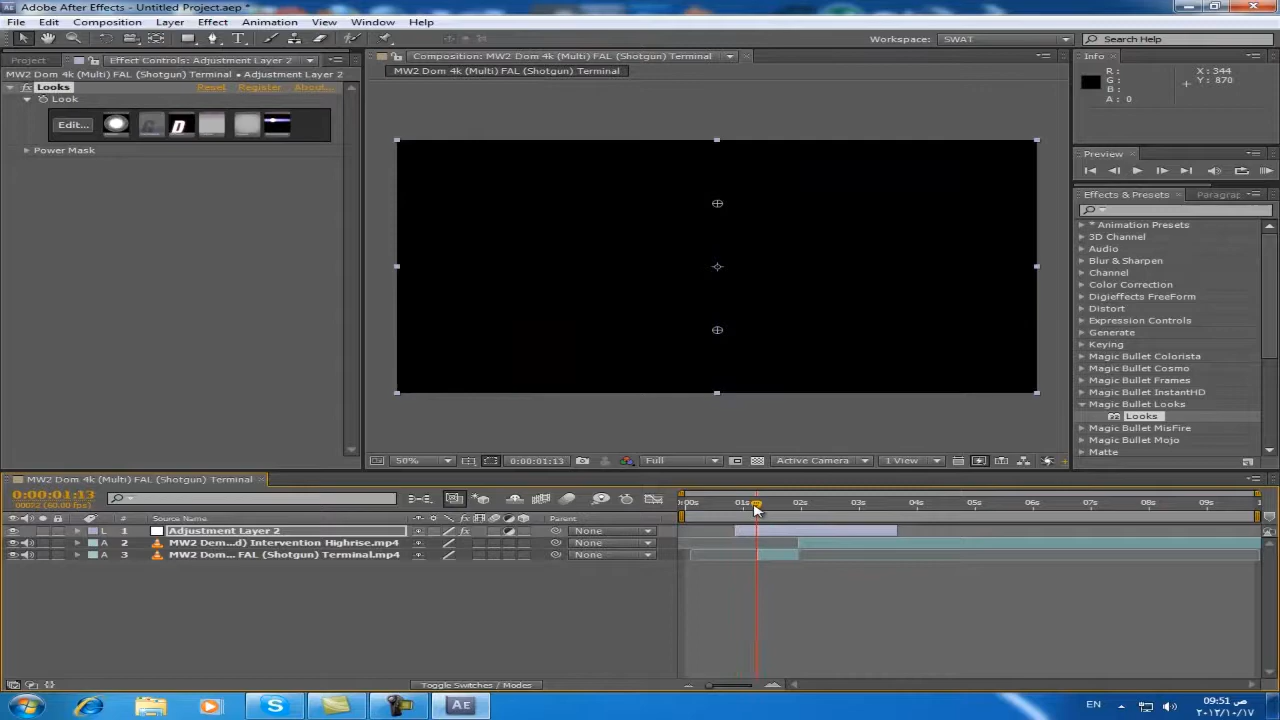 Adobe After Effects - Untitled Project.aep *
File Edit Composition Layer Effect Animation View Window Help
Workspace: SWAT Search Help
Project Effect Controls: Adjustment Layer 2 Composition: MW2 Dom 4k (Multi) FAL (Shotgun) Terminal Info
MW2 Dom 4k (Multi) FAL (Shotgun) Terminal • Adjustment Layer 2
MW2 Dom 4k (Multi) FAL (Shotgun) Terminal
R :
G :
B :
A : 0
X : 344
Y : 870
fx Looks Reset Register About...
Look
Edit...
Power Mask
Preview
Effects & Presets Paragrap
* Animation Presets
3D Channel
Audio
Blur & Sharpen
Channel
Color Correction
Digieffects FreeForm
Distort
Expression Controls
Generate
Keying
Magic Bullet Colorista
Magic Bullet Cosmo
Magic Bullet Frames
Magic Bullet InstantHD
Magic Bullet Looks
Looks
Magic Bullet MisFire
Magic Bullet Mojo
Matte
50% 0:00:01:13 Full Active Camera 1 View
MW2 Dom 4k (Multi) FAL (Shotgun) Terminal
0:00:01:13
:00s 01s 02s 03s 04s 05s 06s 07s 08s 09s
# Source Name Parent
L 1 Adjustment Layer 2 fx None
A 2 MW2 Dem...d) Intervention Highrise.mp4 None
A 3 MW2 Dom... FAL (Shotgun) Terminal.mp4 None
Toggle Switches / Modes
EN
ص 09:51
٢٠١٢/١٠/١٧